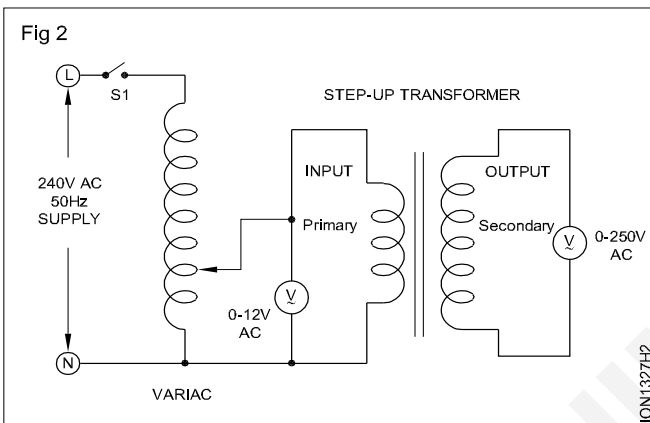 Fig 2
L
S1
STEP-UP TRANSFORMER
240V AC
50Hz
SUPPLY
INPUT
Primary
OUTPUT
Secondary
V
~
0-250V
AC
V
~
0-12V
AC
N
VARIAC
ION1327H2